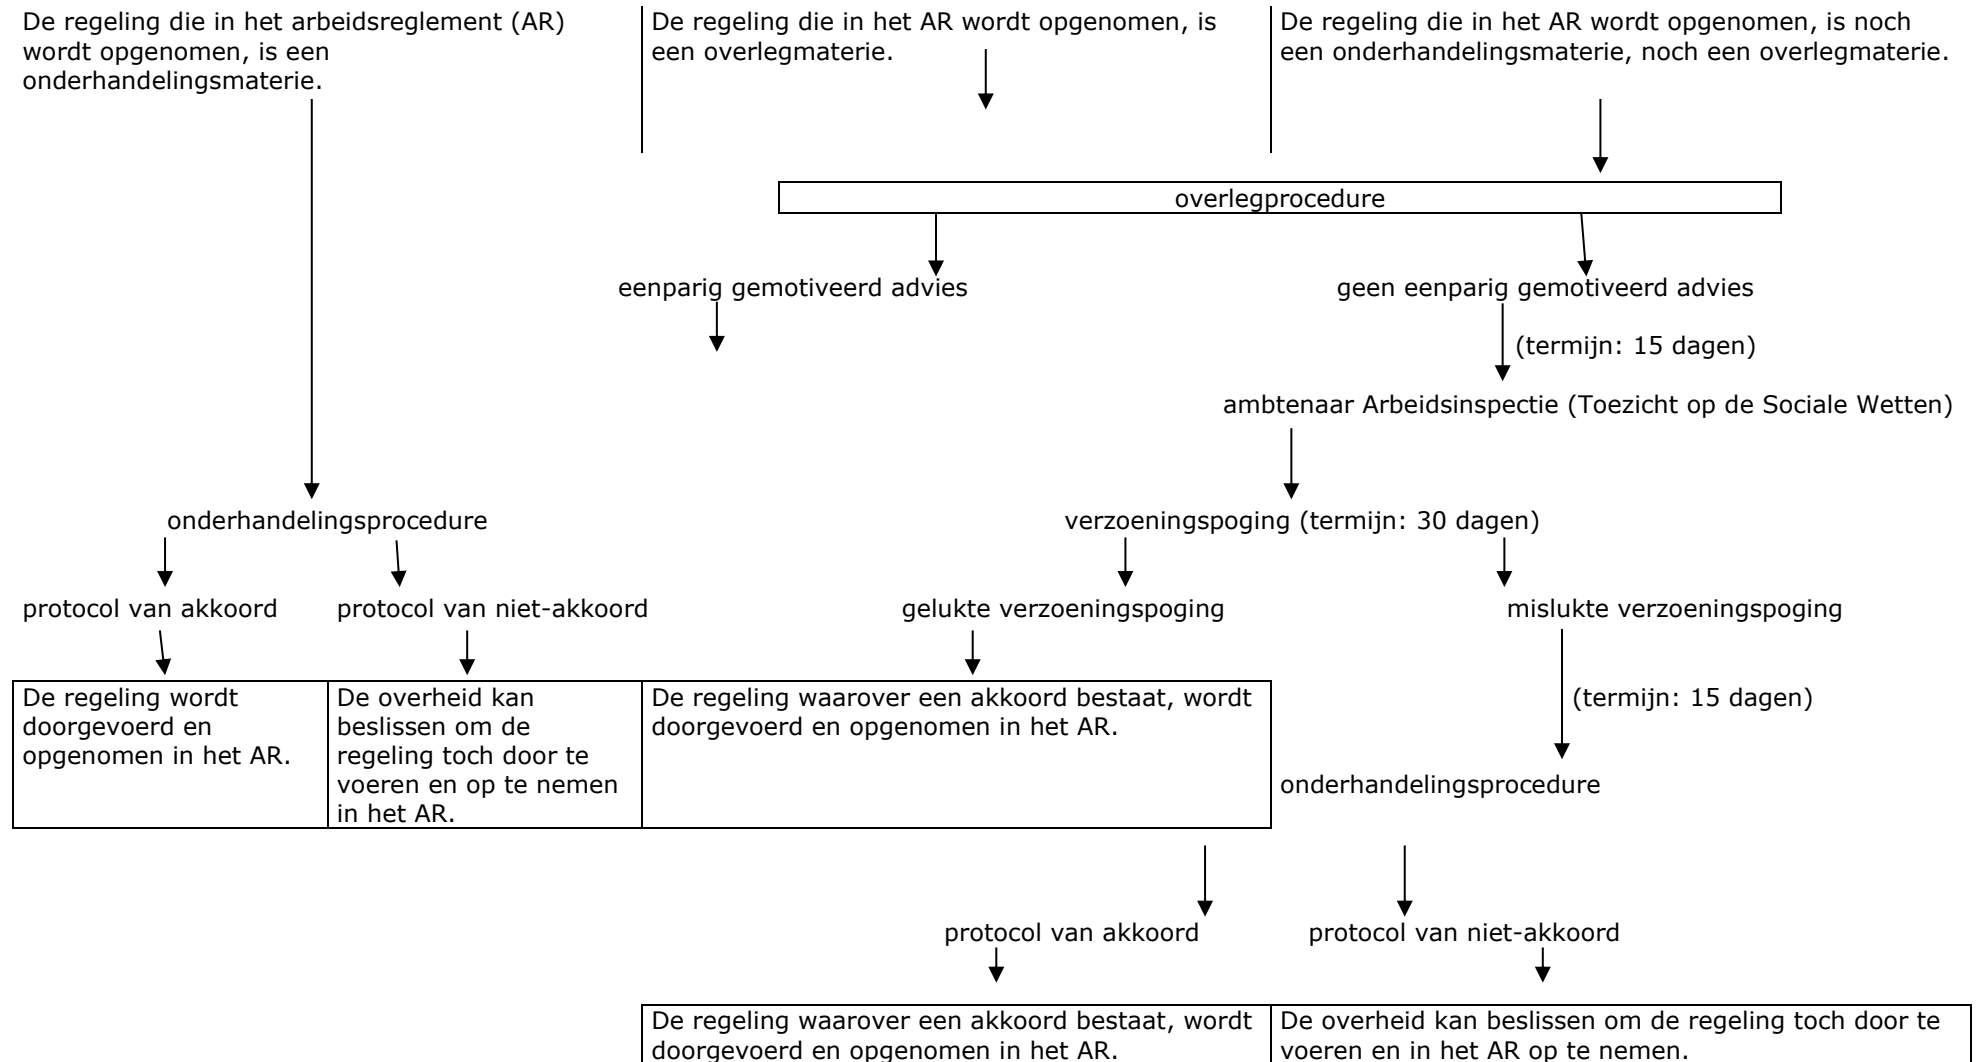 De regeling die in het arbeidsreglement (AR)
wordt opgenomen, is een
onderhandelingsmaterie.
De regeling die in het AR wordt opgenomen, is
een overlegmaterie.
De regeling die in het AR wordt opgenomen, is noch
een onderhandelingsmaterie, noch een overlegmaterie.
overlegprocedure
eenparig gemotiveerd advies
geen eenparig gemotiveerd advies
(termijn: 15 dagen)
ambtenaar Arbeidsinspectie (Toezicht op de Sociale Wetten)
onderhandelingsprocedure
verzoeningspoging (termijn: 30 dagen)
protocol van akkoord
protocol van niet-akkoord
gelukte verzoeningspoging
mislukte verzoeningspoging
De regeling wordt
doorgevoerd en
opgenomen in het AR.
De overheid kan
beslissen om de
regeling toch door te
voeren en op te nemen
in het AR.
De regeling waarover een akkoord bestaat, wordt
doorgevoerd en opgenomen in het AR.
(termijn: 15 dagen)
onderhandelingsprocedure
protocol van akkoord
protocol van niet-akkoord
De regeling waarover een akkoord bestaat, wordt
doorgevoerd en opgenomen in het AR.
De overheid kan beslissen om de regeling toch door te
voeren en in het AR op te nemen.